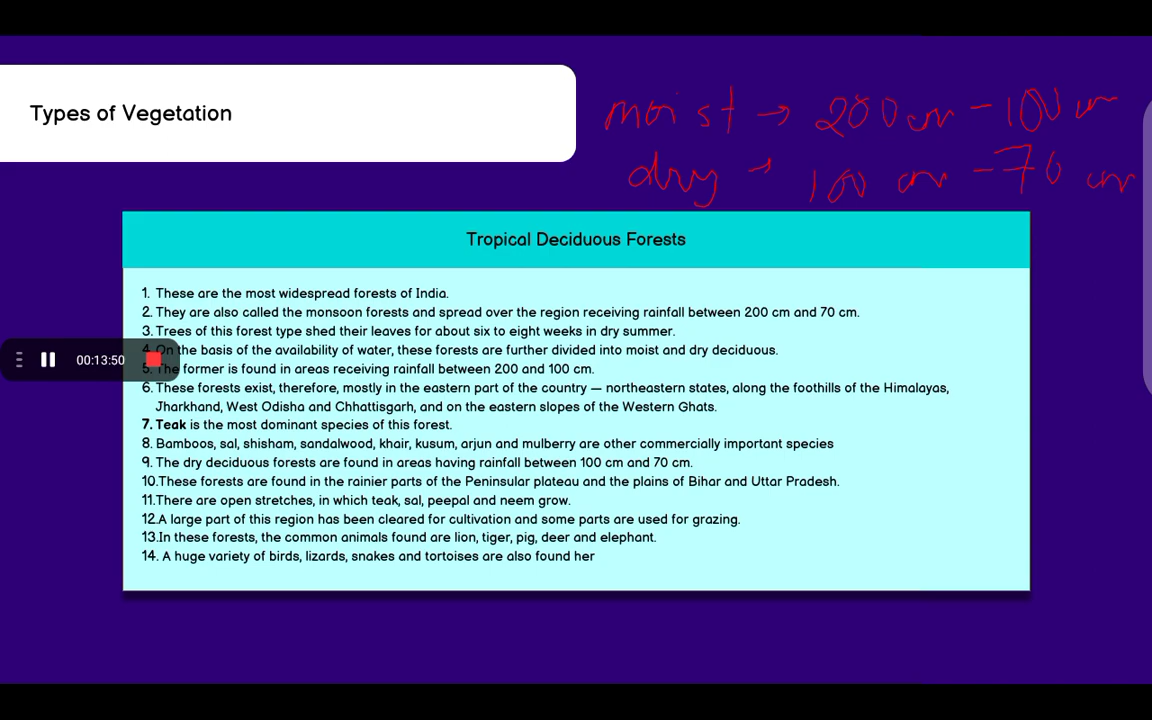 Types of Vegetation
moist → 200 cm - 100 cm
dry → 100 cm - 70 cm
Tropical Deciduous Forests
1. These are the most widespread forests of India.
2. They are also called the monsoon forests and spread over the region receiving rainfall between 200 cm and 70 cm.
3. Trees of this forest type shed their leaves for about six to eight weeks in dry summer.
4. On the basis of the availability of water, these forests are further divided into moist and dry deciduous.
00:13:50
5. The former is found in areas receiving rainfall between 200 and 100 cm.
6. These forests exist, therefore, mostly in the eastern part of the country — northeastern states, along the foothills of the Himalayas,
Jharkhand, West Odisha and Chhattisgarh, and on the eastern slopes of the Western Ghats.
7. Teak is the most dominant species of this forest.
8. Bamboos, sal, shisham, sandalwood, khair, kusum, arjun and mulberry are other commercially important species
9. The dry deciduous forests are found in areas having rainfall between 100 cm and 70 cm.
10.These forests are found in the rainier parts of the Peninsular plateau and the plains of Bihar and Uttar Pradesh.
11.There are open stretches, in which teak, sal, peepal and neem grow.
12.A large part of this region has been cleared for cultivation and some parts are used for grazing.
13.In these forests, the common animals found are lion, tiger, pig, deer and elephant.
14. A huge variety of birds, lizards, snakes and tortoises are also found her